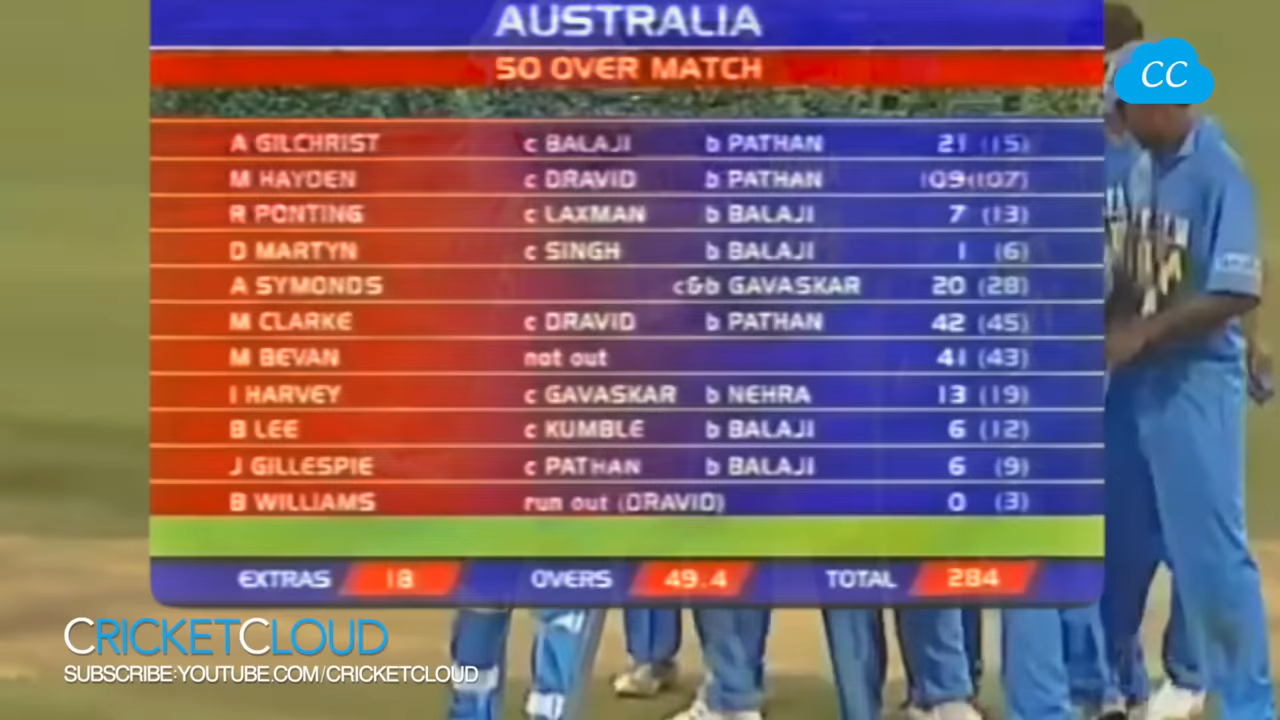 AUSTRALIA
50 OVER MATCH
CC
A GILCHRIST c BALAJI b PATHAN 21 (15)
M HAYDEN c DRAVID b PATHAN 109 (107)
R PONTING c LAXMAN b BALAJI 7 (13)
D MARTYN c SINGH b BALAJI 1 (6)
A SYMONDS c&b GAVASKAR 20 (28)
M CLARKE c DRAVID b PATHAN 42 (45)
M BEVAN not out 41 (43)
I HARVEY c GAVASKAR b NEHRA 13 (19)
B LEE c KUMBLE b BALAJI 6 (12)
J GILLESPIE c PATHAN b BALAJI 6 (9)
B WILLIAMS run out (DRAVID) 0 (3)
EXTRAS 18 OVERS 49.4 TOTAL 284
CRICKETCLOUD
SUBSCRIBE:YOUTUBE.COM/CRICKETCLOUD